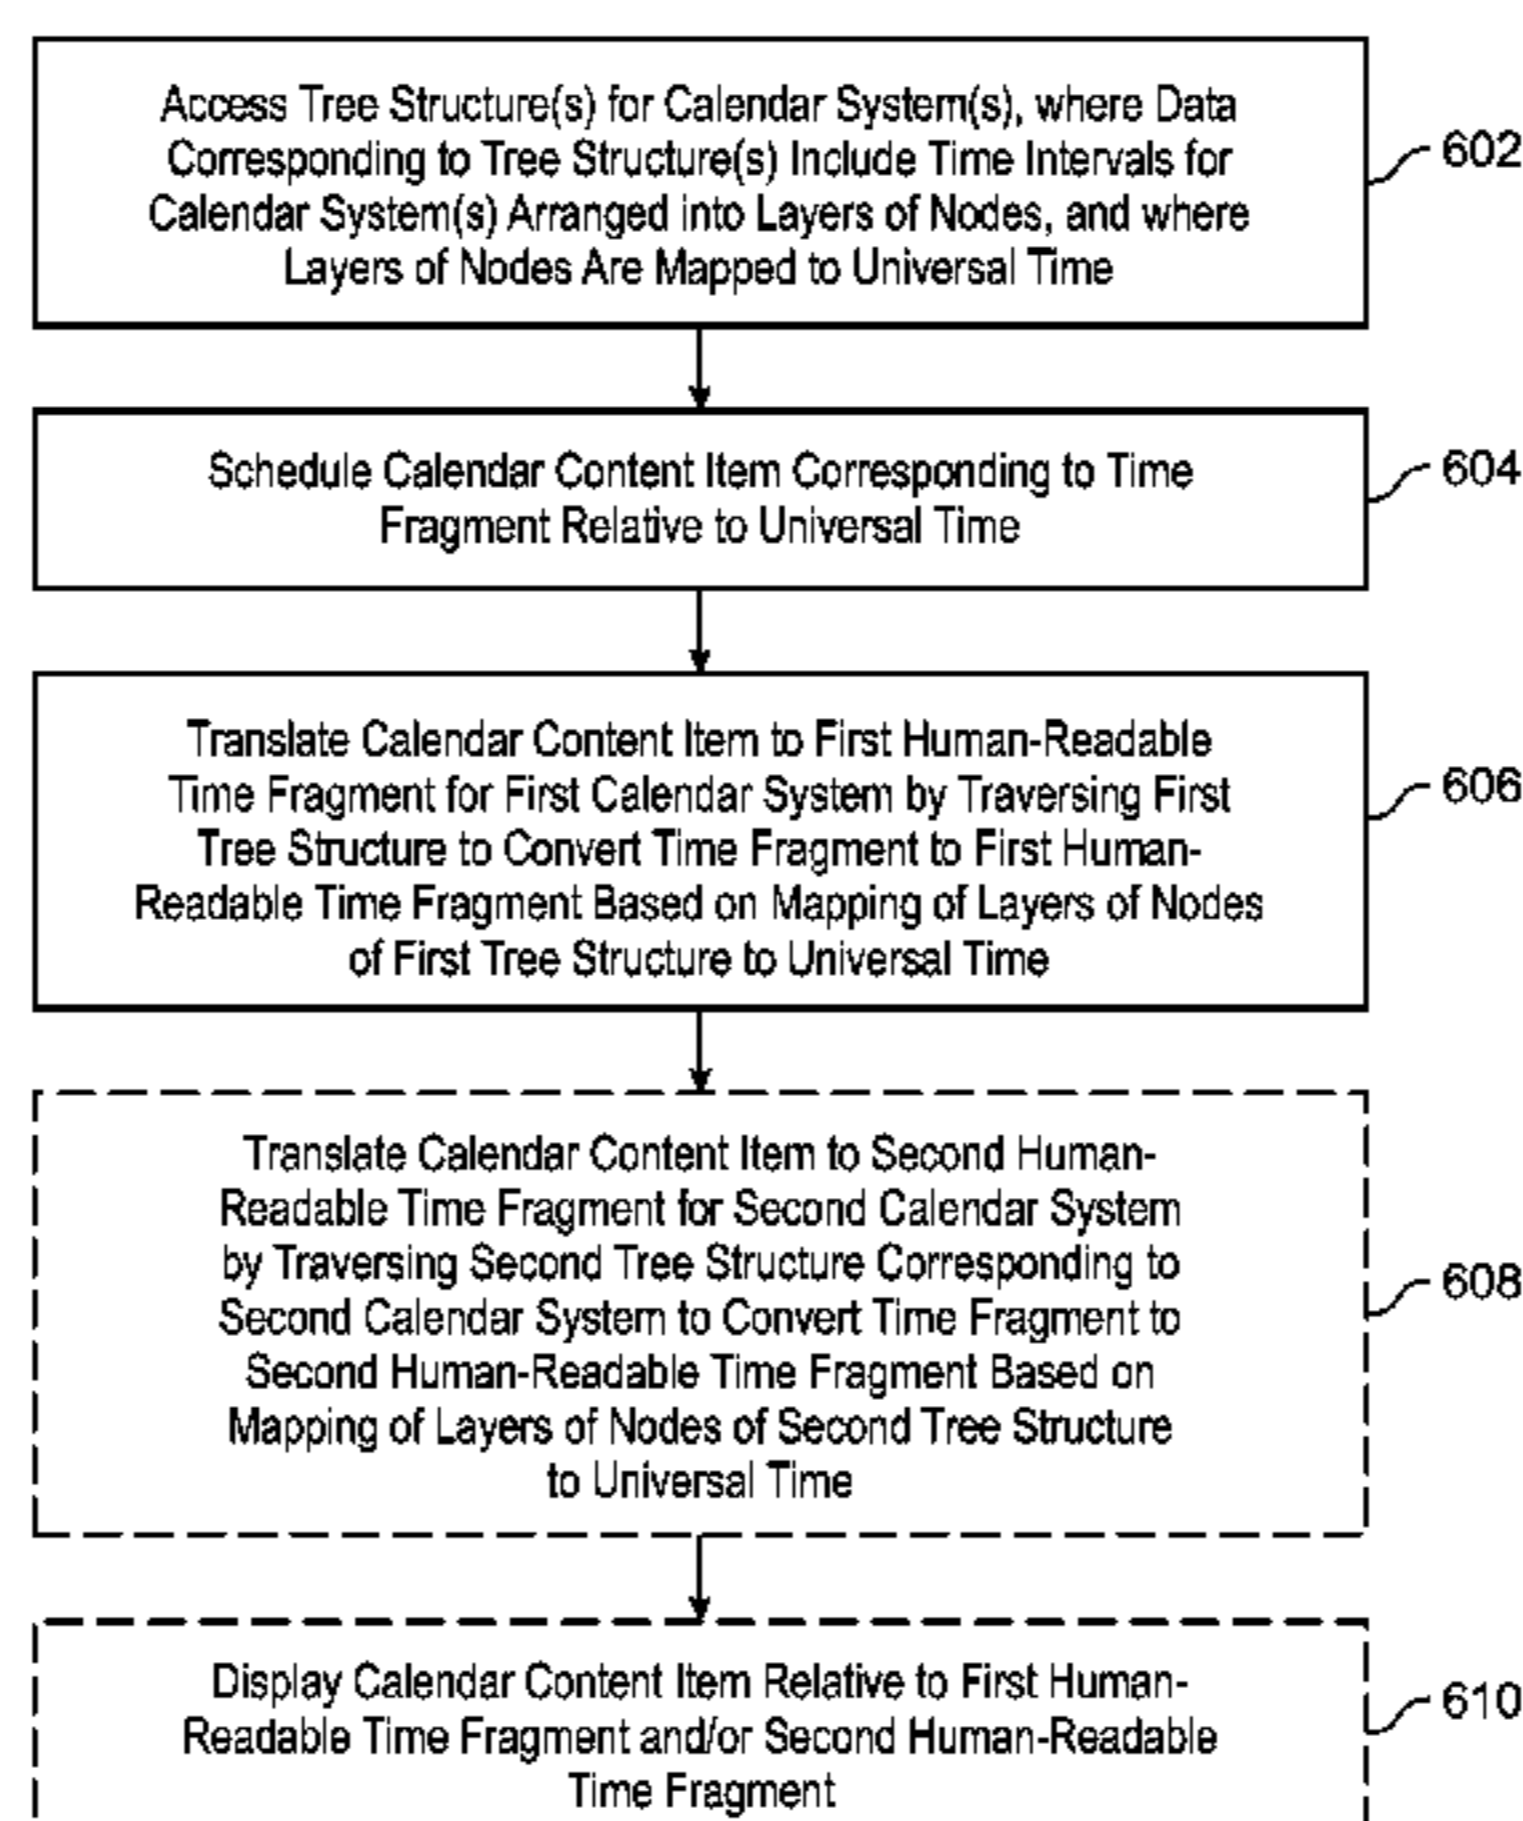 Access Tree Structure(s) for Calendar System(s), where Data
Corresponding to Tree Structure(s) Include Time Intervals for
Calendar System(s) Arranged into Layers of Nodes, and where
Layers of Nodes Are Mapped to Universal Time
602
Schedule Calendar Content Item Corresponding to Time
Fragment Relative to Universal Time
604
Translate Calendar Content Item to First Human-Readable
Time Fragment for First Calendar System by Traversing First
Tree Structure to Convert Time Fragment to First Human-
Readable Time Fragment Based on Mapping of Layers of Nodes
of First Tree Structure to Universal Time
606
Translate Calendar Content Item to Second Human-
Readable Time Fragment for Second Calendar System
by Traversing Second Tree Structure Corresponding to
Second Calendar System to Convert Time Fragment to
Second Human-Readable Time Fragment Based on
Mapping of Layers of Nodes of Second Tree Structure
to Universal Time
608
Display Calendar Content Item Relative to First Human-
Readable Time Fragment and/or Second Human-Readable
Time Fragment
610